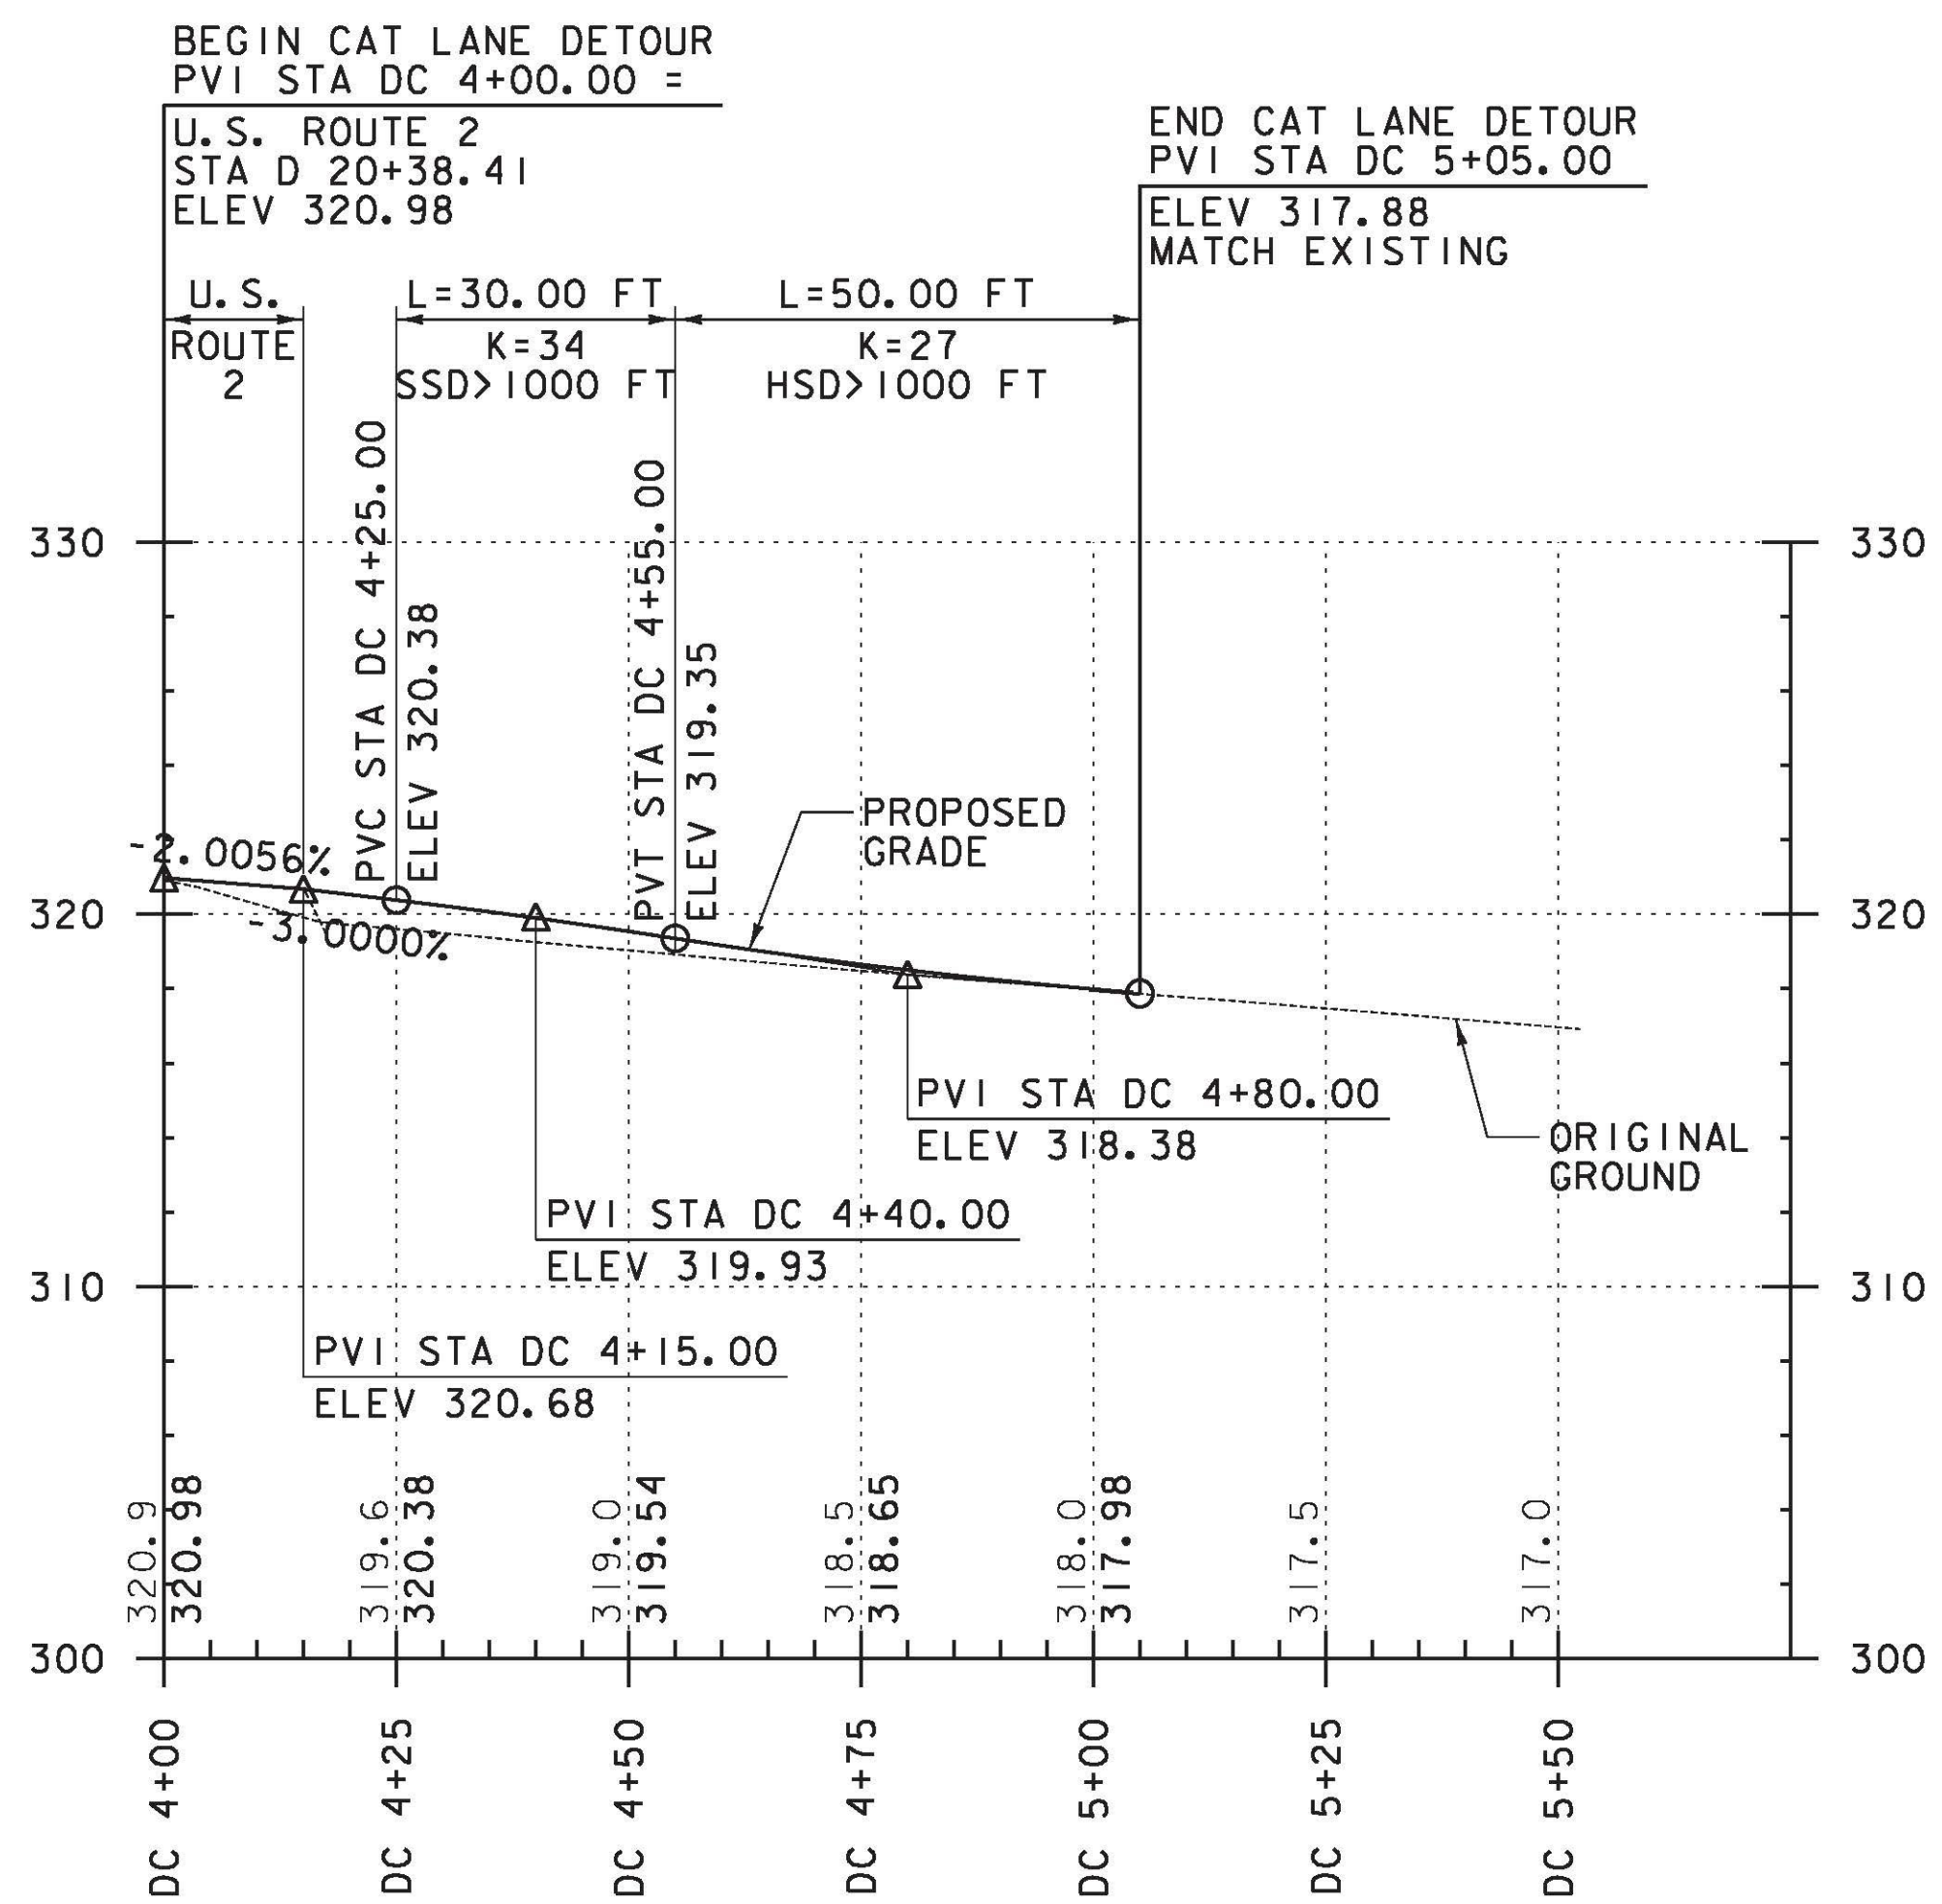 BEGIN CAT LANE DETOUR
PVI STA DC 4+00.00 =
U.S. ROUTE 2
STA D 20+38.41
ELEV 320.98
END CAT LANE DETOUR
PVI STA DC 5+05.00
ELEV 317.88
MATCH EXISTING
U.S.
ROUTE
2
L=30.00 FT
K=34
SSD>1000 FT
L=50.00 FT
K=27
HSD>1000 FT
PVC STA DC 4+25.00
ELEV 320.38
PVT STA DC 4+55.00
ELEV 319.35
330
330
PROPOSED
GRADE
-2.0056%
-3.0000%
320
320
PVI STA DC 4+80.00
ELEV 318.38
ORIGINAL
GROUND
PVI STA DC 4+40.00
ELEV 319.93
310
310
PVI STA DC 4+15.00
ELEV 320.68
320.9
320.98
319.6
320.38
319.0
319.54
318.5
318.65
318.0
317.98
317.5
317.0
300
300
DC 4+00
DC 4+25
DC 4+50
DC 4+75
DC 5+00
DC 5+25
DC 5+50